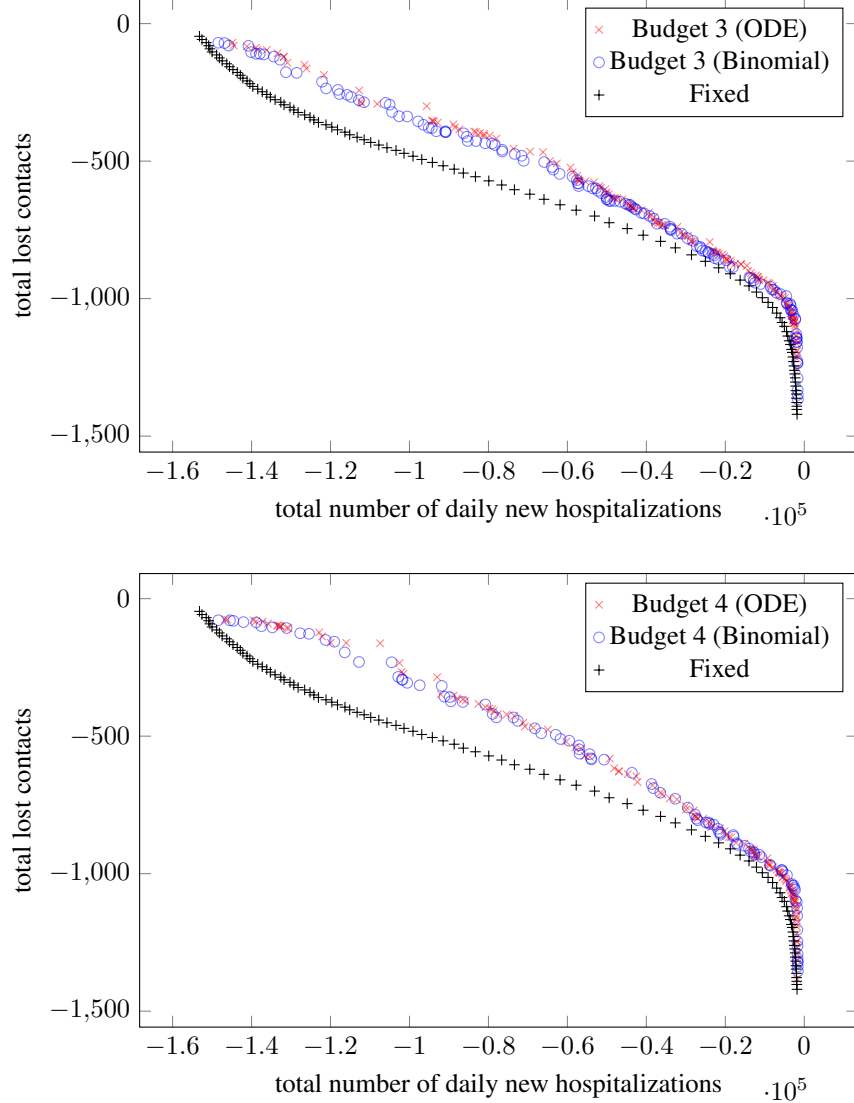 0
−500
−1,000
−1,500
total lost contacts
× Budget 3 (ODE)
○ Budget 3 (Binomial)
+ Fixed
−1.6 −1.4 −1.2 −1 −0.8 −0.6 −0.4 −0.2 0
total number of daily new hospitalizations
·10⁵
0
−500
−1,000
−1,500
total lost contacts
× Budget 4 (ODE)
○ Budget 4 (Binomial)
+ Fixed
−1.6 −1.4 −1.2 −1 −0.8 −0.6 −0.4 −0.2 0
total number of daily new hospitalizations
·10⁵